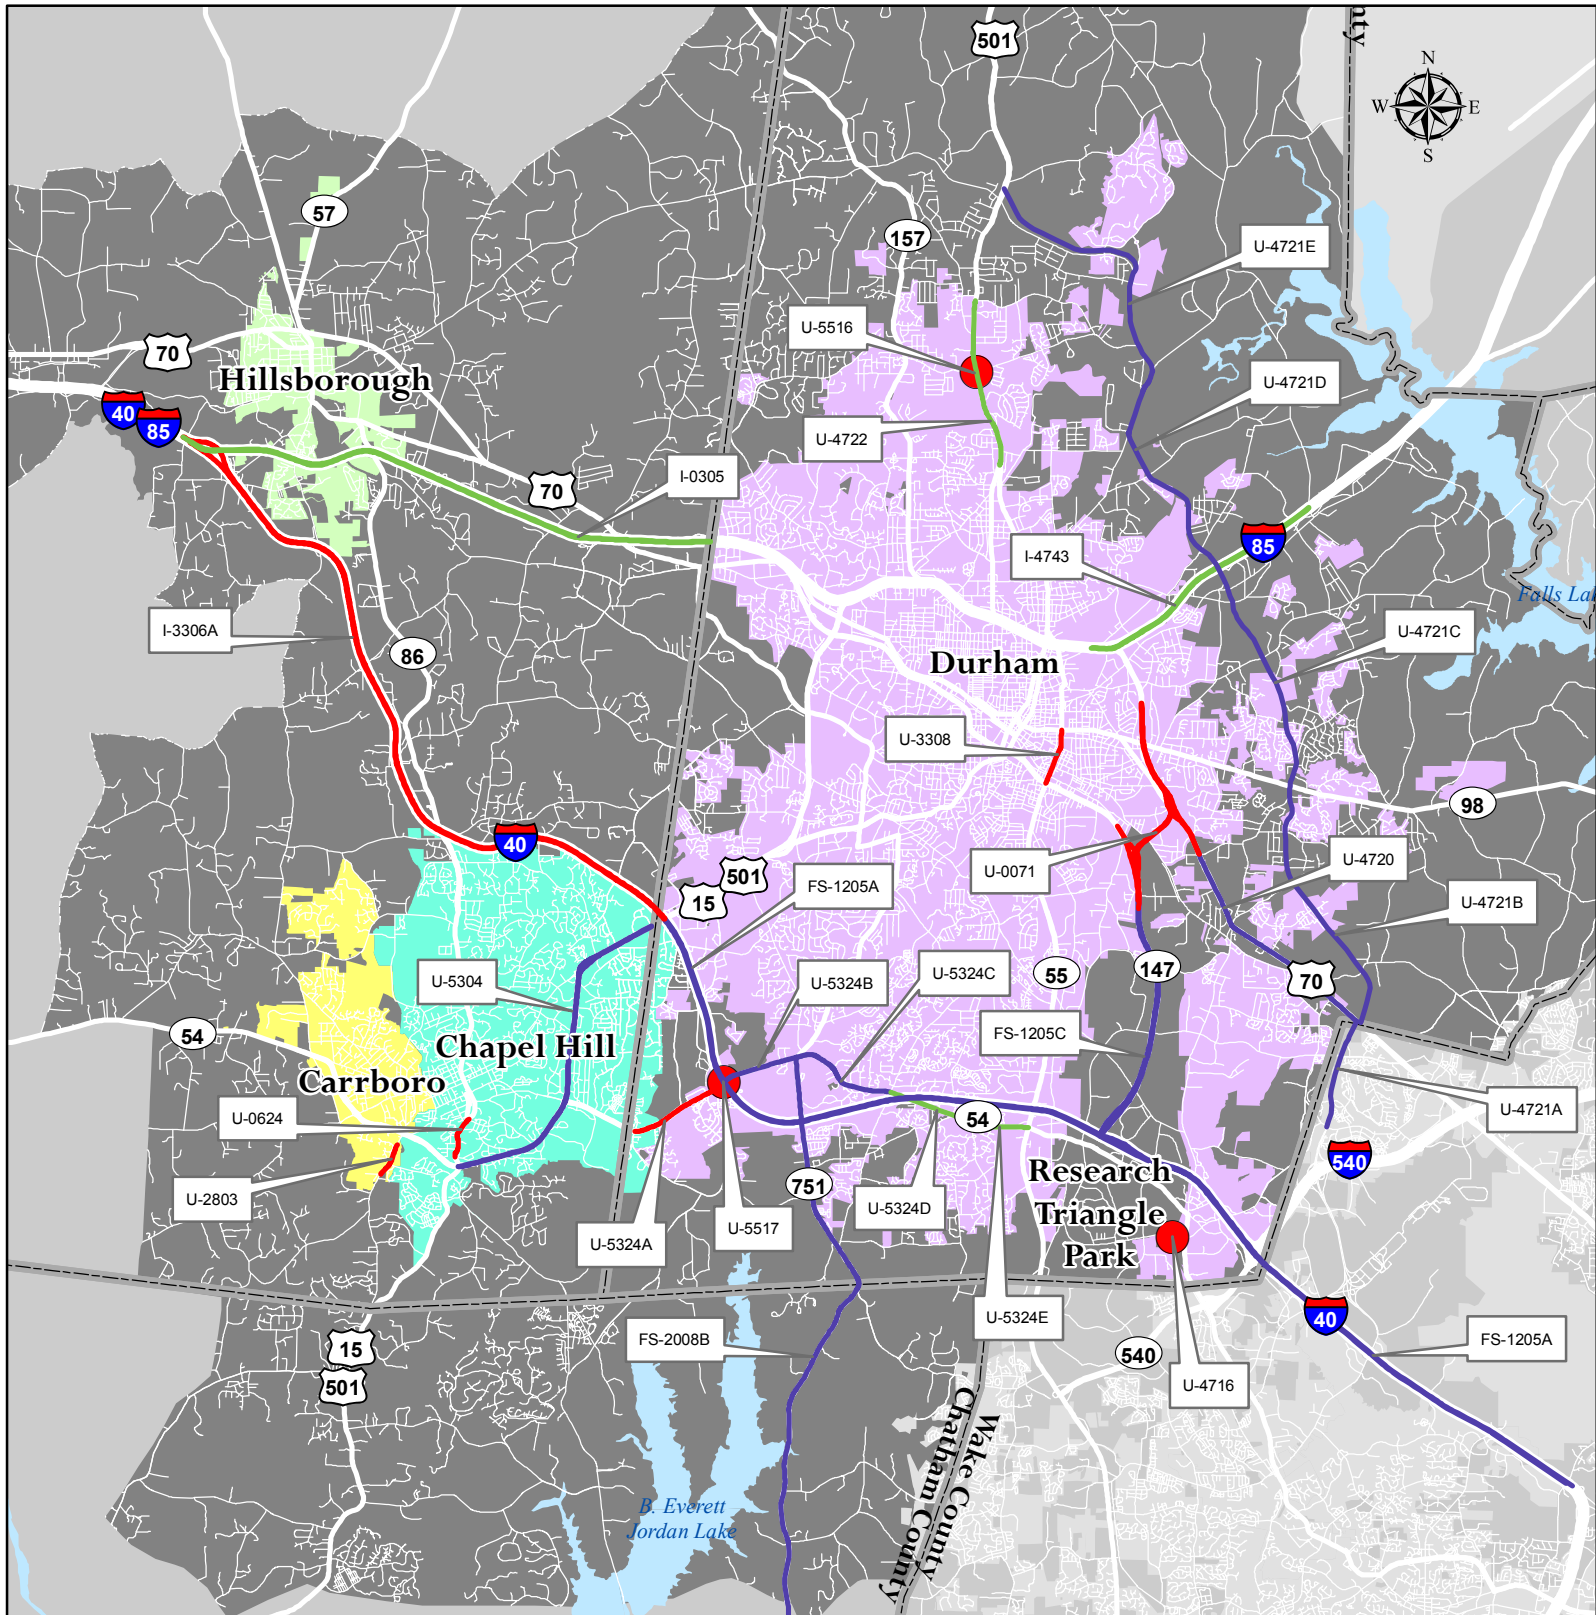 501
nty
N
W E
S
57
157
U-4721E
U-5516
70
Hillsborough
U-4721D
40
85
U-4722
I-0305
70
I-4743
85
Falls Lak
I-3306A
86
Durham
U-4721C
U-3308
98
40
U-0071
U-4720
501
15
FS-1205A
U-4721B
U-5304
U-5324B
U-5324C
55
147
70
54
Chapel Hill
FS-1205C
Carrboro
U-0624
54
U-4721A
540
U-2803
751
Research
Triangle
Park
U-5324A
U-5517
U-5324D
U-5324E
40
15
501
FS-2008B
540
FS-1205A
U-4716
Wake County
Chatham County
B. Everett
Jordan Lake